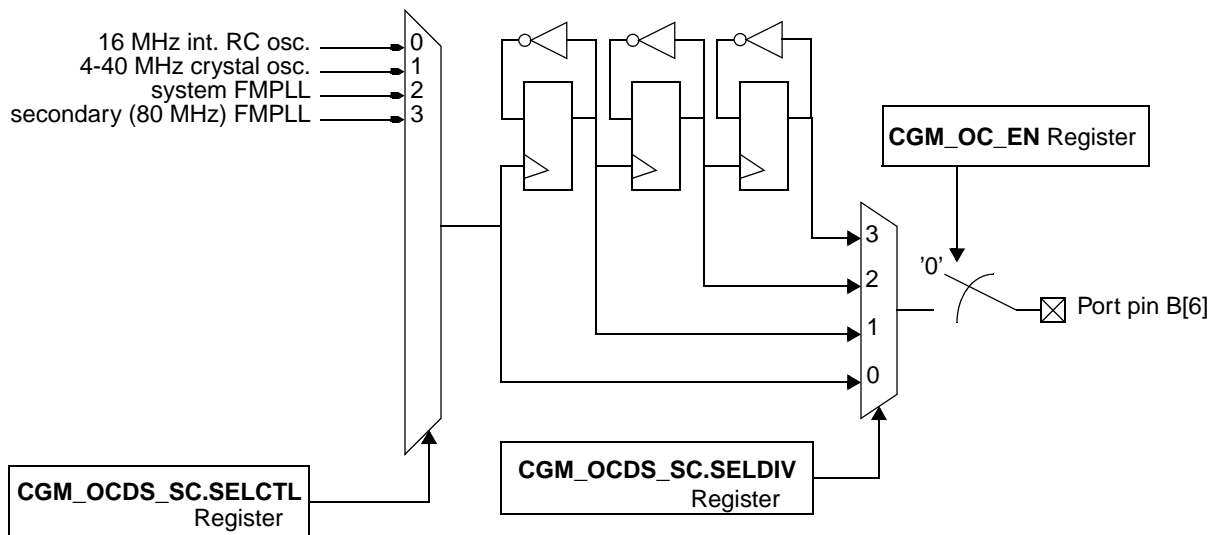 16 MHz int. RC osc.
4-40 MHz crystal osc.
system FMPLL
secondary (80 MHz) FMPLL
0
1
2
3
CGM_OC_EN Register
3
2
1
0
'0'
Port pin B[6]
CGM_OCDS_SC.SELCTL
Register
CGM_OCDS_SC.SELDIV
Register